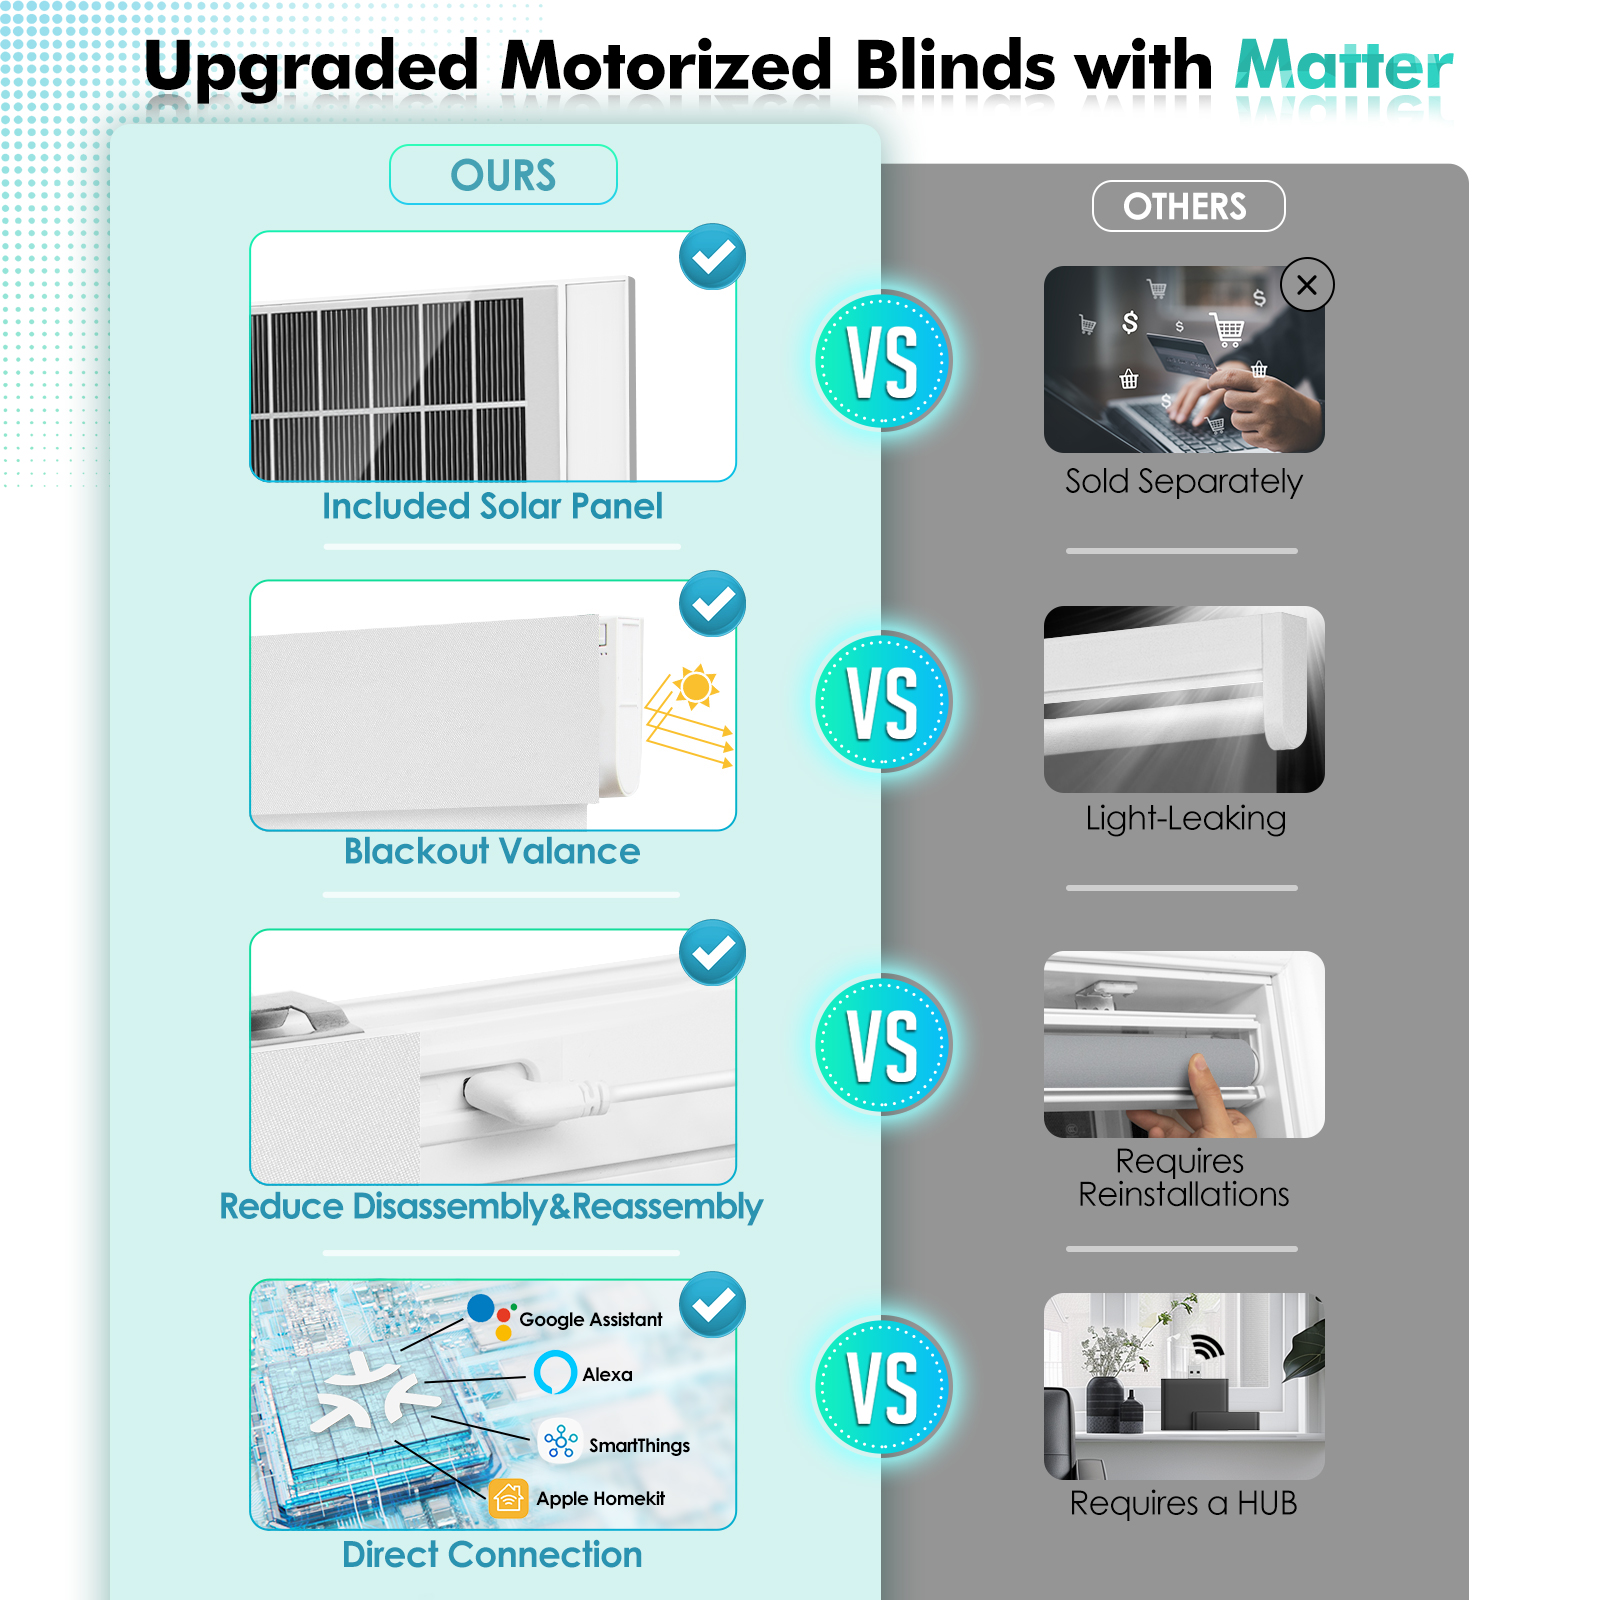 Upgraded Motorized Blinds with Matter
OURS
OTHERS
VS
$
$
$
$
Included Solar Panel
Sold Separately
VS
Blackout Valance
Light-Leaking
VS
Reduce Disassembly&Reassembly
Requires
Reinstallations
Google Assistant
Alexa
SmartThings
Apple Homekit
VS
Direct Connection
Requires a HUB